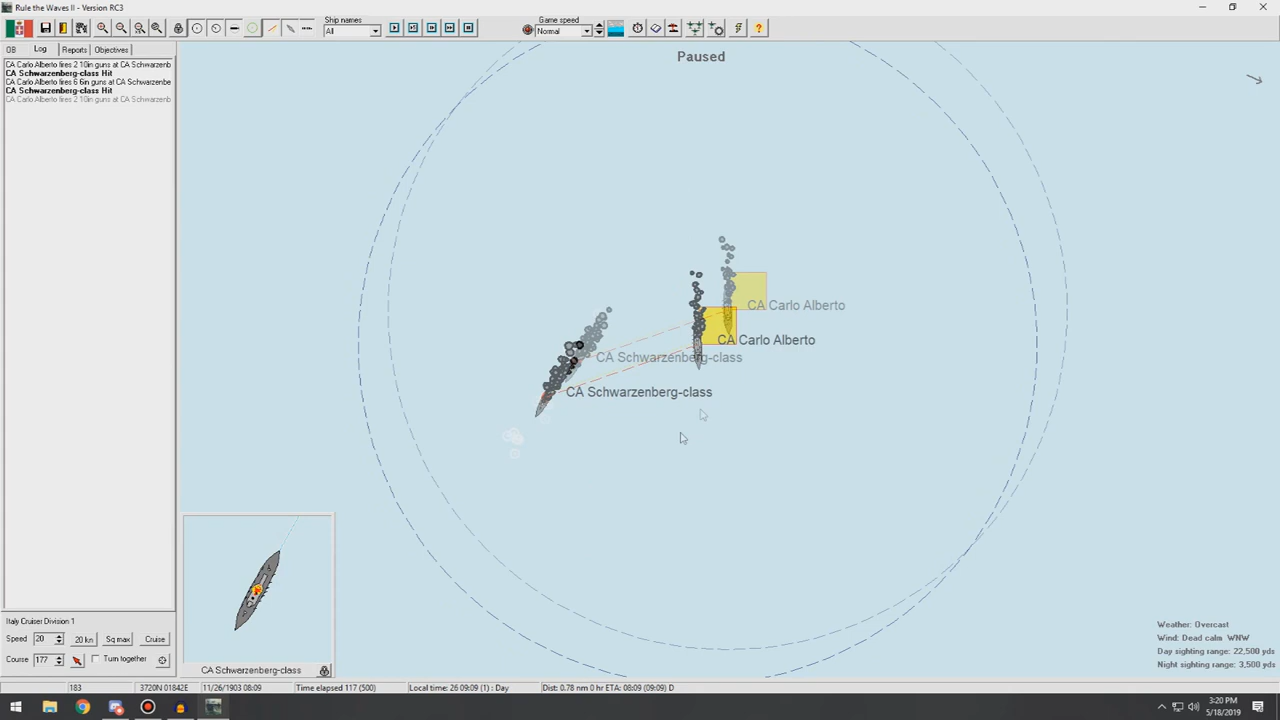 Rule the Waves II - Version RC3
Ship names
All
Game speed
Normal
OB Log Reports Objectives
CA Carlo Alberto fires 2 10in guns at CA Schwarzenb
CA Schwarzenberg-class Hit
CA Carlo Alberto fires 6 6in guns at CA Schwarzenbe
CA Schwarzenberg-class Hit
CA Carlo Alberto fires 2 10in guns at CA Schwarzenb
Paused
CA Carlo Alberto
CA Carlo Alberto
CA Schwarzenberg-class
CA Schwarzenberg-class
CA Schwarzenberg-class
Italy Cruiser Division 1
Speed 20 20 kn Sq max Cruise
Course 177 Turn together
Weather: Overcast
Wind: Dead calm WNW
Day sighting range: 22,500 yds
Night sighting range: 3,500 yds
183 3720N 01842E 11/26/1903 08:09 Time elapsed 117 (500) Local time: 26 09:09 (1) : Day Dist: 0.78 nm 0 hr ETA: 08:09 (09:09) D
3:20 PM
5/18/2019